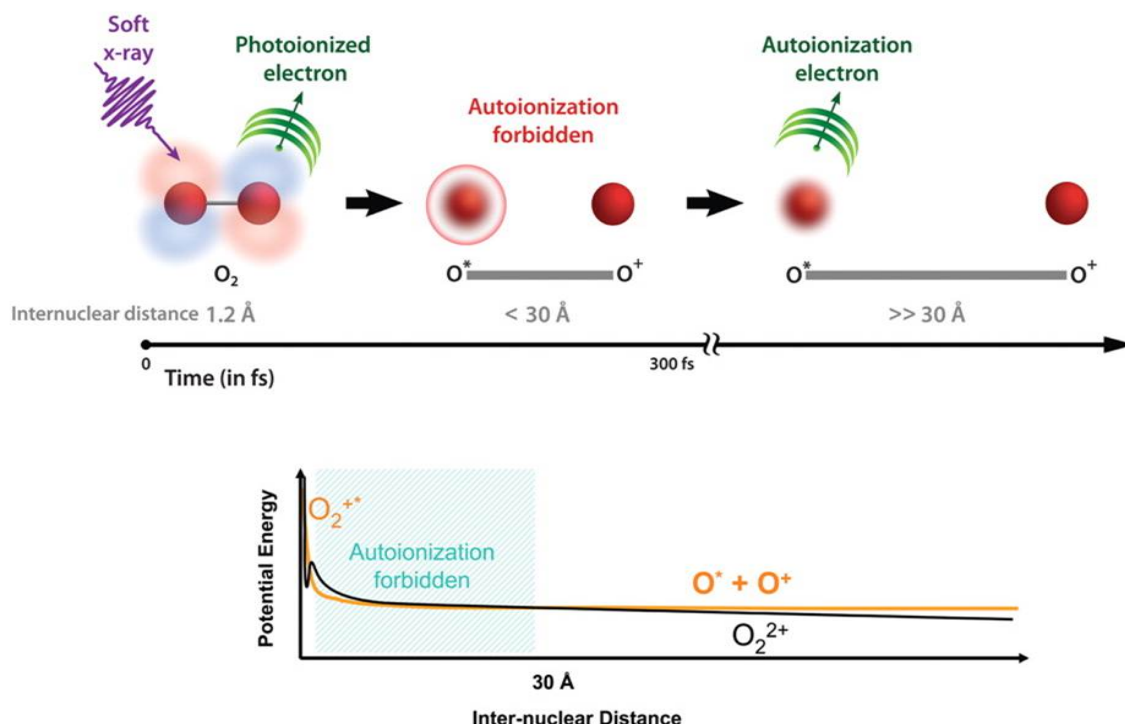 Soft
x-ray
Photoionized
electron
Autoionization
forbidden
Autoionization
electron
O₂
O* O⁺
O* O⁺
Internuclear distance 1.2 Å < 30 Å >> 30 Å
0 300 fs
Time (in fs)
Potential Energy
O₂⁺*
Autoionization
forbidden
O* + O⁺
O₂²⁺
30 Å
Inter-nuclear Distance